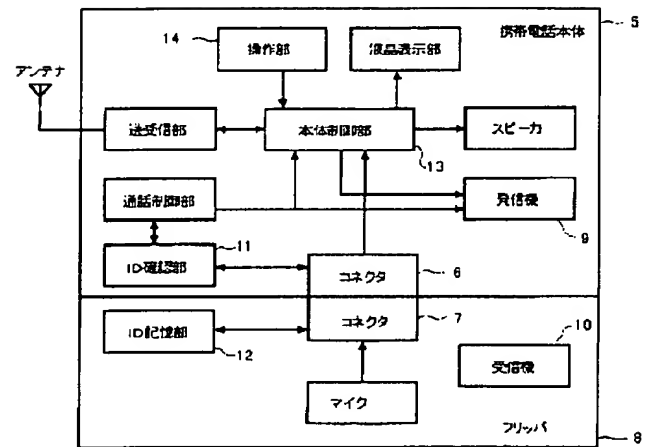 14
操作部
液晶表示部
携帯電話本体
5
アンテナ
送受信部
本体制御部
スピーカ
13
通話制御部
発信機
9
11
ID確認部
コネクタ
6
ID記憶部
コネクタ
7
10
12
受信機
マイク
フリッパ
8